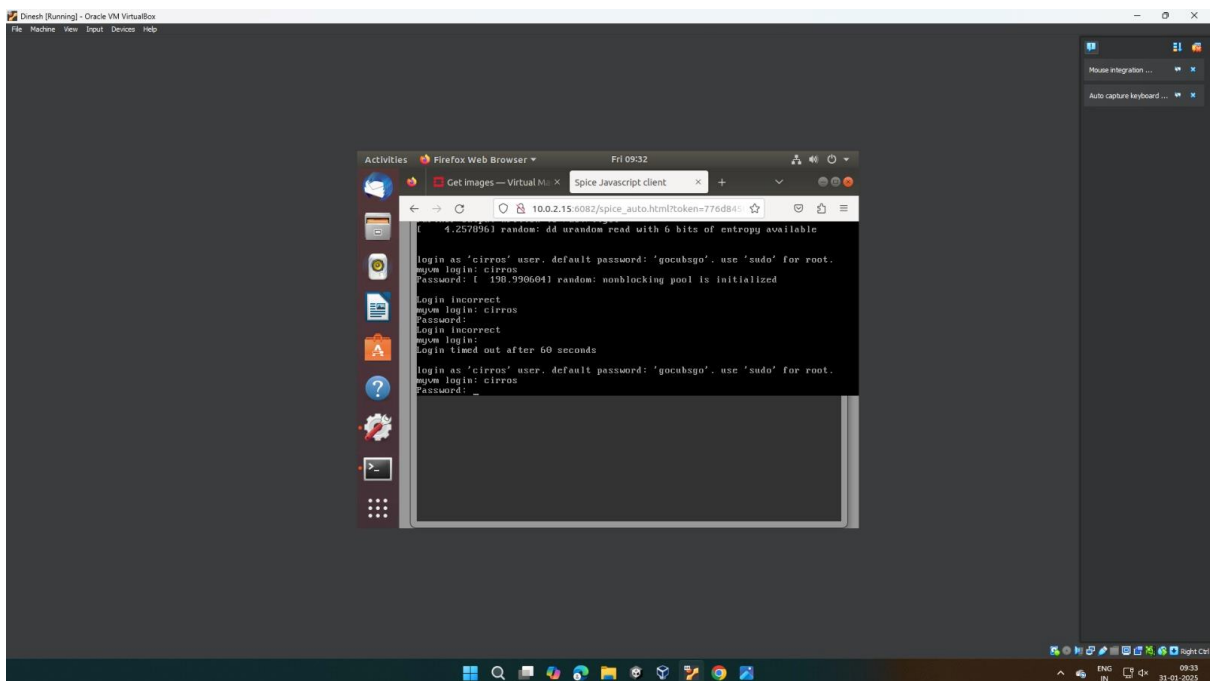 Dinesh [Running] - Oracle VM VirtualBox
File Machine View Input Devices Help
Mouse integration ...
Auto capture keyboard ...
Activities Firefox Web Browser Fri 09:32
Get images — Virtual Ma Spice Javascript client
10.0.2.15:6082/spice_auto.html?token=776d845
[ 4.257896] random: dd urandom read with 6 bits of entropy available
login as 'cirros' user. default password: 'gocubsgo'. use 'sudo' for root.
myvm login: cirros
Password: [ 198.990604] random: nonblocking pool is initialized
Login incorrect
myvm login: cirros
Password:
Login incorrect
myvm login:
Login timed out after 60 seconds
login as 'cirros' user. default password: 'gocubsgo'. use 'sudo' for root.
myvm login: cirros
Password: _
Right Ctrl
ENG
IN
09:33
31-01-2025